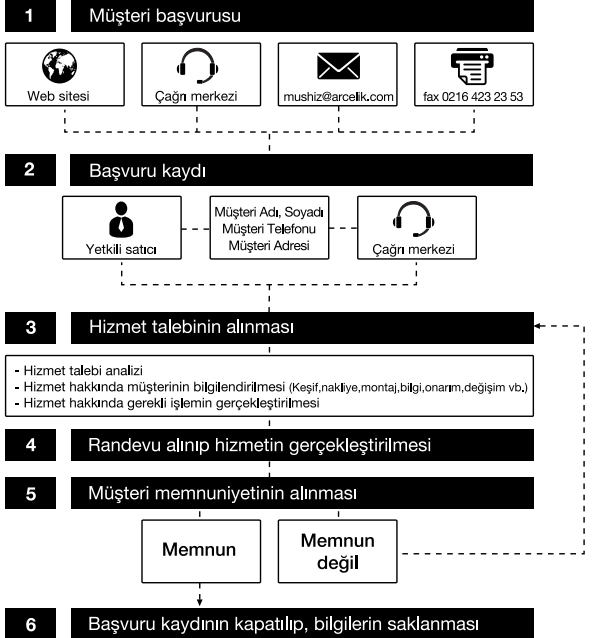 1 Müşteri başvurusu
Web sitesi
Çağrı merkezi
mushiz@arcelik.com
fax 0216 423 23 53
2 Başvuru kaydı
Yetkili satıcı
Müşteri Adı, Soyadı
Müşteri Telefonu
Müşteri Adresi
Çağrı merkezi
3 Hizmet talebinin alınması
- Hizmet talebi analizi
- Hizmet hakkında müşterinin bilgilendirilmesi (Keşif,nakliye,montaj,bilgi,onarım,değişim vb.)
- Hizmet hakkında gerekli işlemin gerçekleştirilmesi
4 Randevu alınıp hizmetin gerçekleştirilmesi
5 Müşteri memnuniyetinin alınması
Memnun
Memnun
değil
6 Başvuru kaydının kapatılıp, bilgilerin saklanması